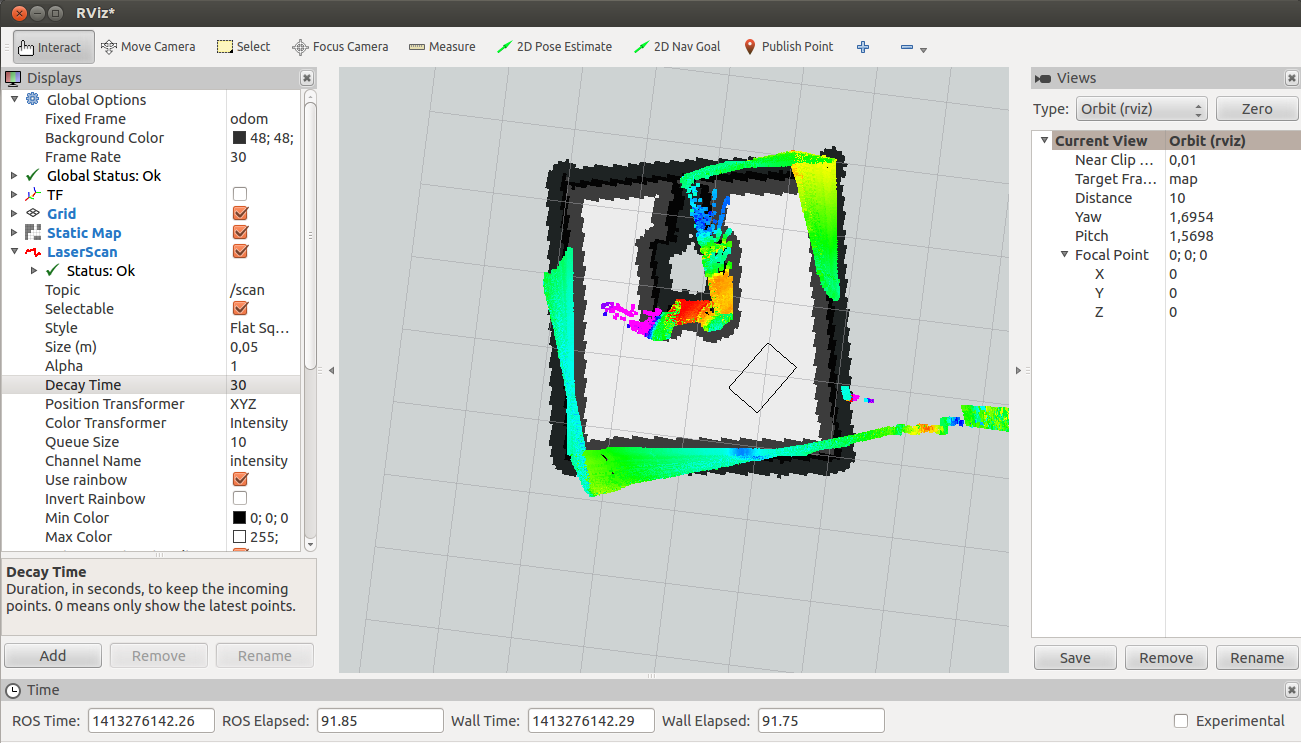 RViz*
Interact Move Camera Select Focus Camera Measure 2D Pose Estimate 2D Nav Goal Publish Point
Displays
Global Options
Fixed Frame odom
Background Color 48; 48;
Frame Rate 30
Global Status: Ok
TF
Grid
Static Map
LaserScan
Status: Ok
Topic /scan
Selectable
Style Flat Sq...
Size (m) 0,05
Alpha 1
Decay Time 30
Position Transformer XYZ
Color Transformer Intensity
Queue Size 10
Channel Name intensity
Use rainbow
Invert Rainbow
Min Color 0; 0; 0
Max Color 255;
Decay Time
Duration, in seconds, to keep the incoming
points. 0 means only show the latest points.
Add Remove Rename
Views
Type: Orbit (rviz) Zero
Current View Orbit (rviz)
Near Clip ... 0,01
Target Fra... map
Distance 10
Yaw 1,6954
Pitch 1,5698
Focal Point 0; 0; 0
X 0
Y 0
Z 0
Save Remove Rename
Time
ROS Time: 1413276142.26 ROS Elapsed: 91.85 Wall Time: 1413276142.29 Wall Elapsed: 91.75 Experimental